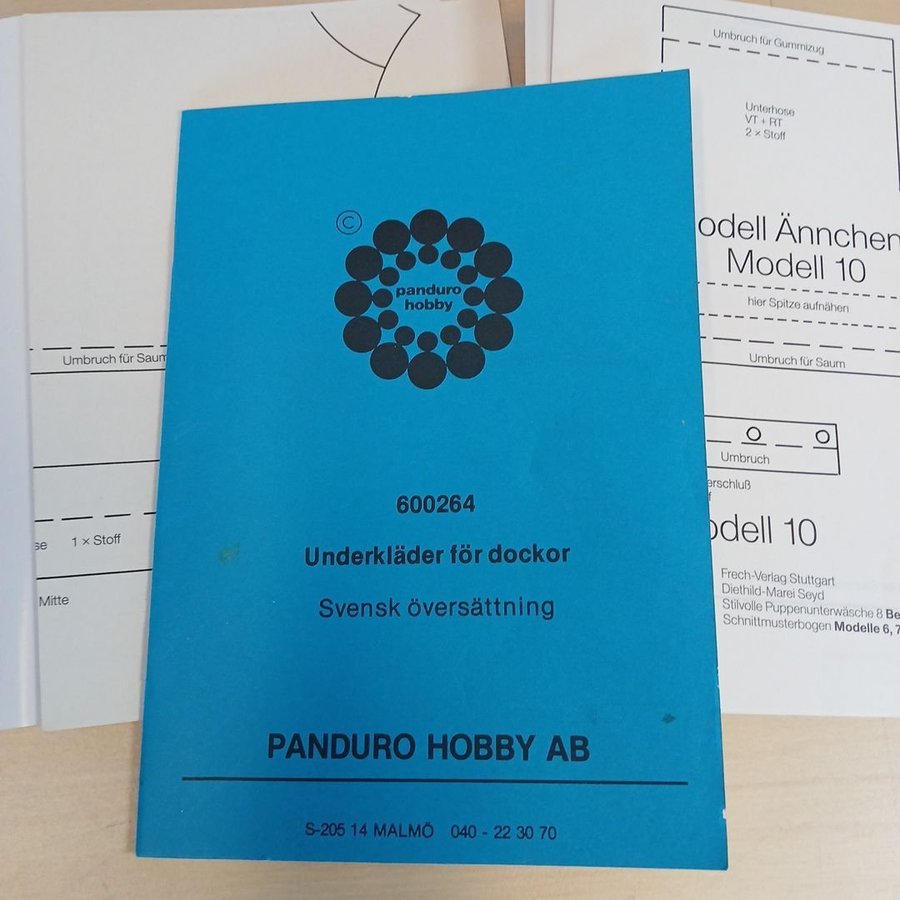 ©
panduro
hobby
600264
Underkläder för dockor
Svensk översättning
PANDURO HOBBY AB
S-205 14 MALMÖ 040 - 22 30 70
Umbruch für Saum
1 x Stoff
Mitte
Umbruch für Gummizug
Unterhose
VT + RT
2 x Stoff
odell Ännchen
Modell 10
hier Spitze aufnähen
Umbruch für Saum
Umbruch
erschluß
odell 10
Frech-Verlag Stuttgart
Diethild-Marei Seyd
Stilvolle Puppenunterwäsche 8 Be
Schnittmusterbogen Modelle 6, 7